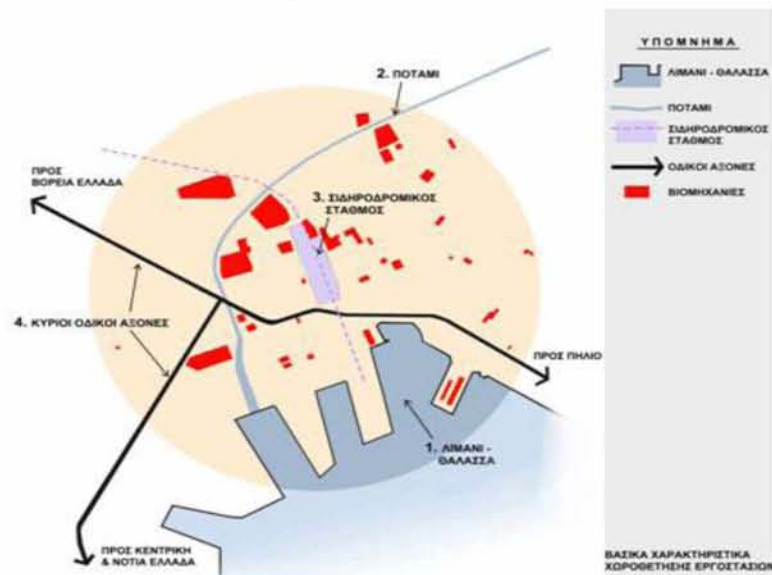 2. ΠΟΤΑΜΙ
ΠΡΟΣ
ΒΟΡΕΙΑ ΕΛΛΑΔΑ
3. ΣΙΔΗΡΟΔΡΟΜΙΚΟΣ
ΣΤΑΘΜΟΣ
4. ΚΥΡΙΟΙ ΟΔΙΚΟΙ ΑΞΟΝΕΣ
ΠΡΟΣ ΠΗΛΙΟ
1. ΛΙΜΑΝΙ -
ΘΑΛΑΣΣΑ
ΠΡΟΣ ΚΕΝΤΡΙΚΗ
& ΝΟΤΙΑ ΕΛΛΑΔΑ
ΥΠΟΜΝΗΜΑ
ΛΙΜΑΝΙ - ΘΑΛΑΣΣΑ
ΠΟΤΑΜΙ
ΣΙΔΗΡΟΔΡΟΜΙΚΟΣ
ΣΤΑΘΜΟΣ
ΟΔΙΚΟΙ ΑΞΟΝΕΣ
ΒΙΟΜΗΧΑΝΙΕΣ
ΒΑΣΙΚΑ ΧΑΡΑΚΤΗΡΙΣΤΙΚΑ
ΧΩΡΟΘΕΤΗΣΗΣ ΕΡΓΟΣΤΑΣΙΩΝ